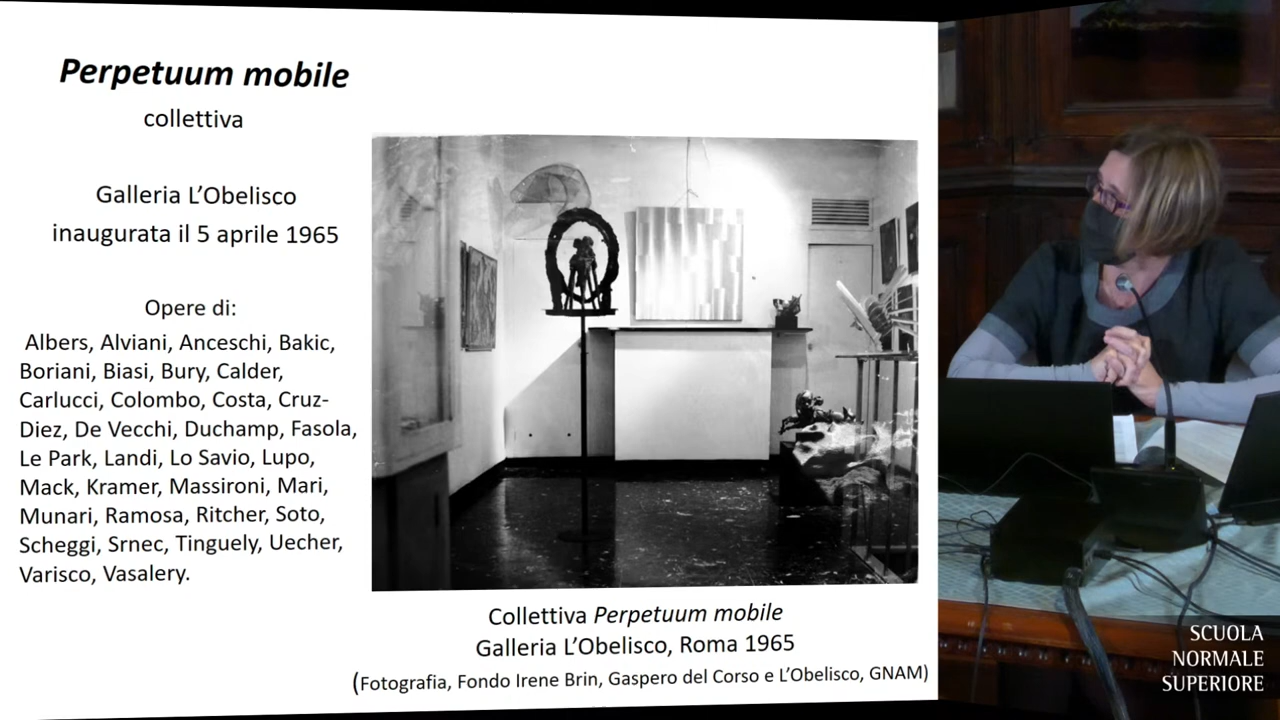 Perpetuum mobile
collettiva
Galleria L’Obelisco
inaugurata il 5 aprile 1965
Opere di:
Albers, Alviani, Anceschi, Bakic,
Boriani, Biasi, Bury, Calder,
Carlucci, Colombo, Costa, Cruz-
Diez, De Vecchi, Duchamp, Fasola,
Le Park, Landi, Lo Savio, Lupo,
Mack, Kramer, Massironi, Mari,
Munari, Ramosa, Ritcher, Soto,
Scheggi, Srnec, Tinguely, Uecher,
Varisco, Vasalery.
Collettiva Perpetuum mobile
Galleria L’Obelisco, Roma 1965
(Fotografia, Fondo Irene Brin, Gaspero del Corso e L’Obelisco, GNAM)
SCUOLA
NORMALE
SUPERIORE